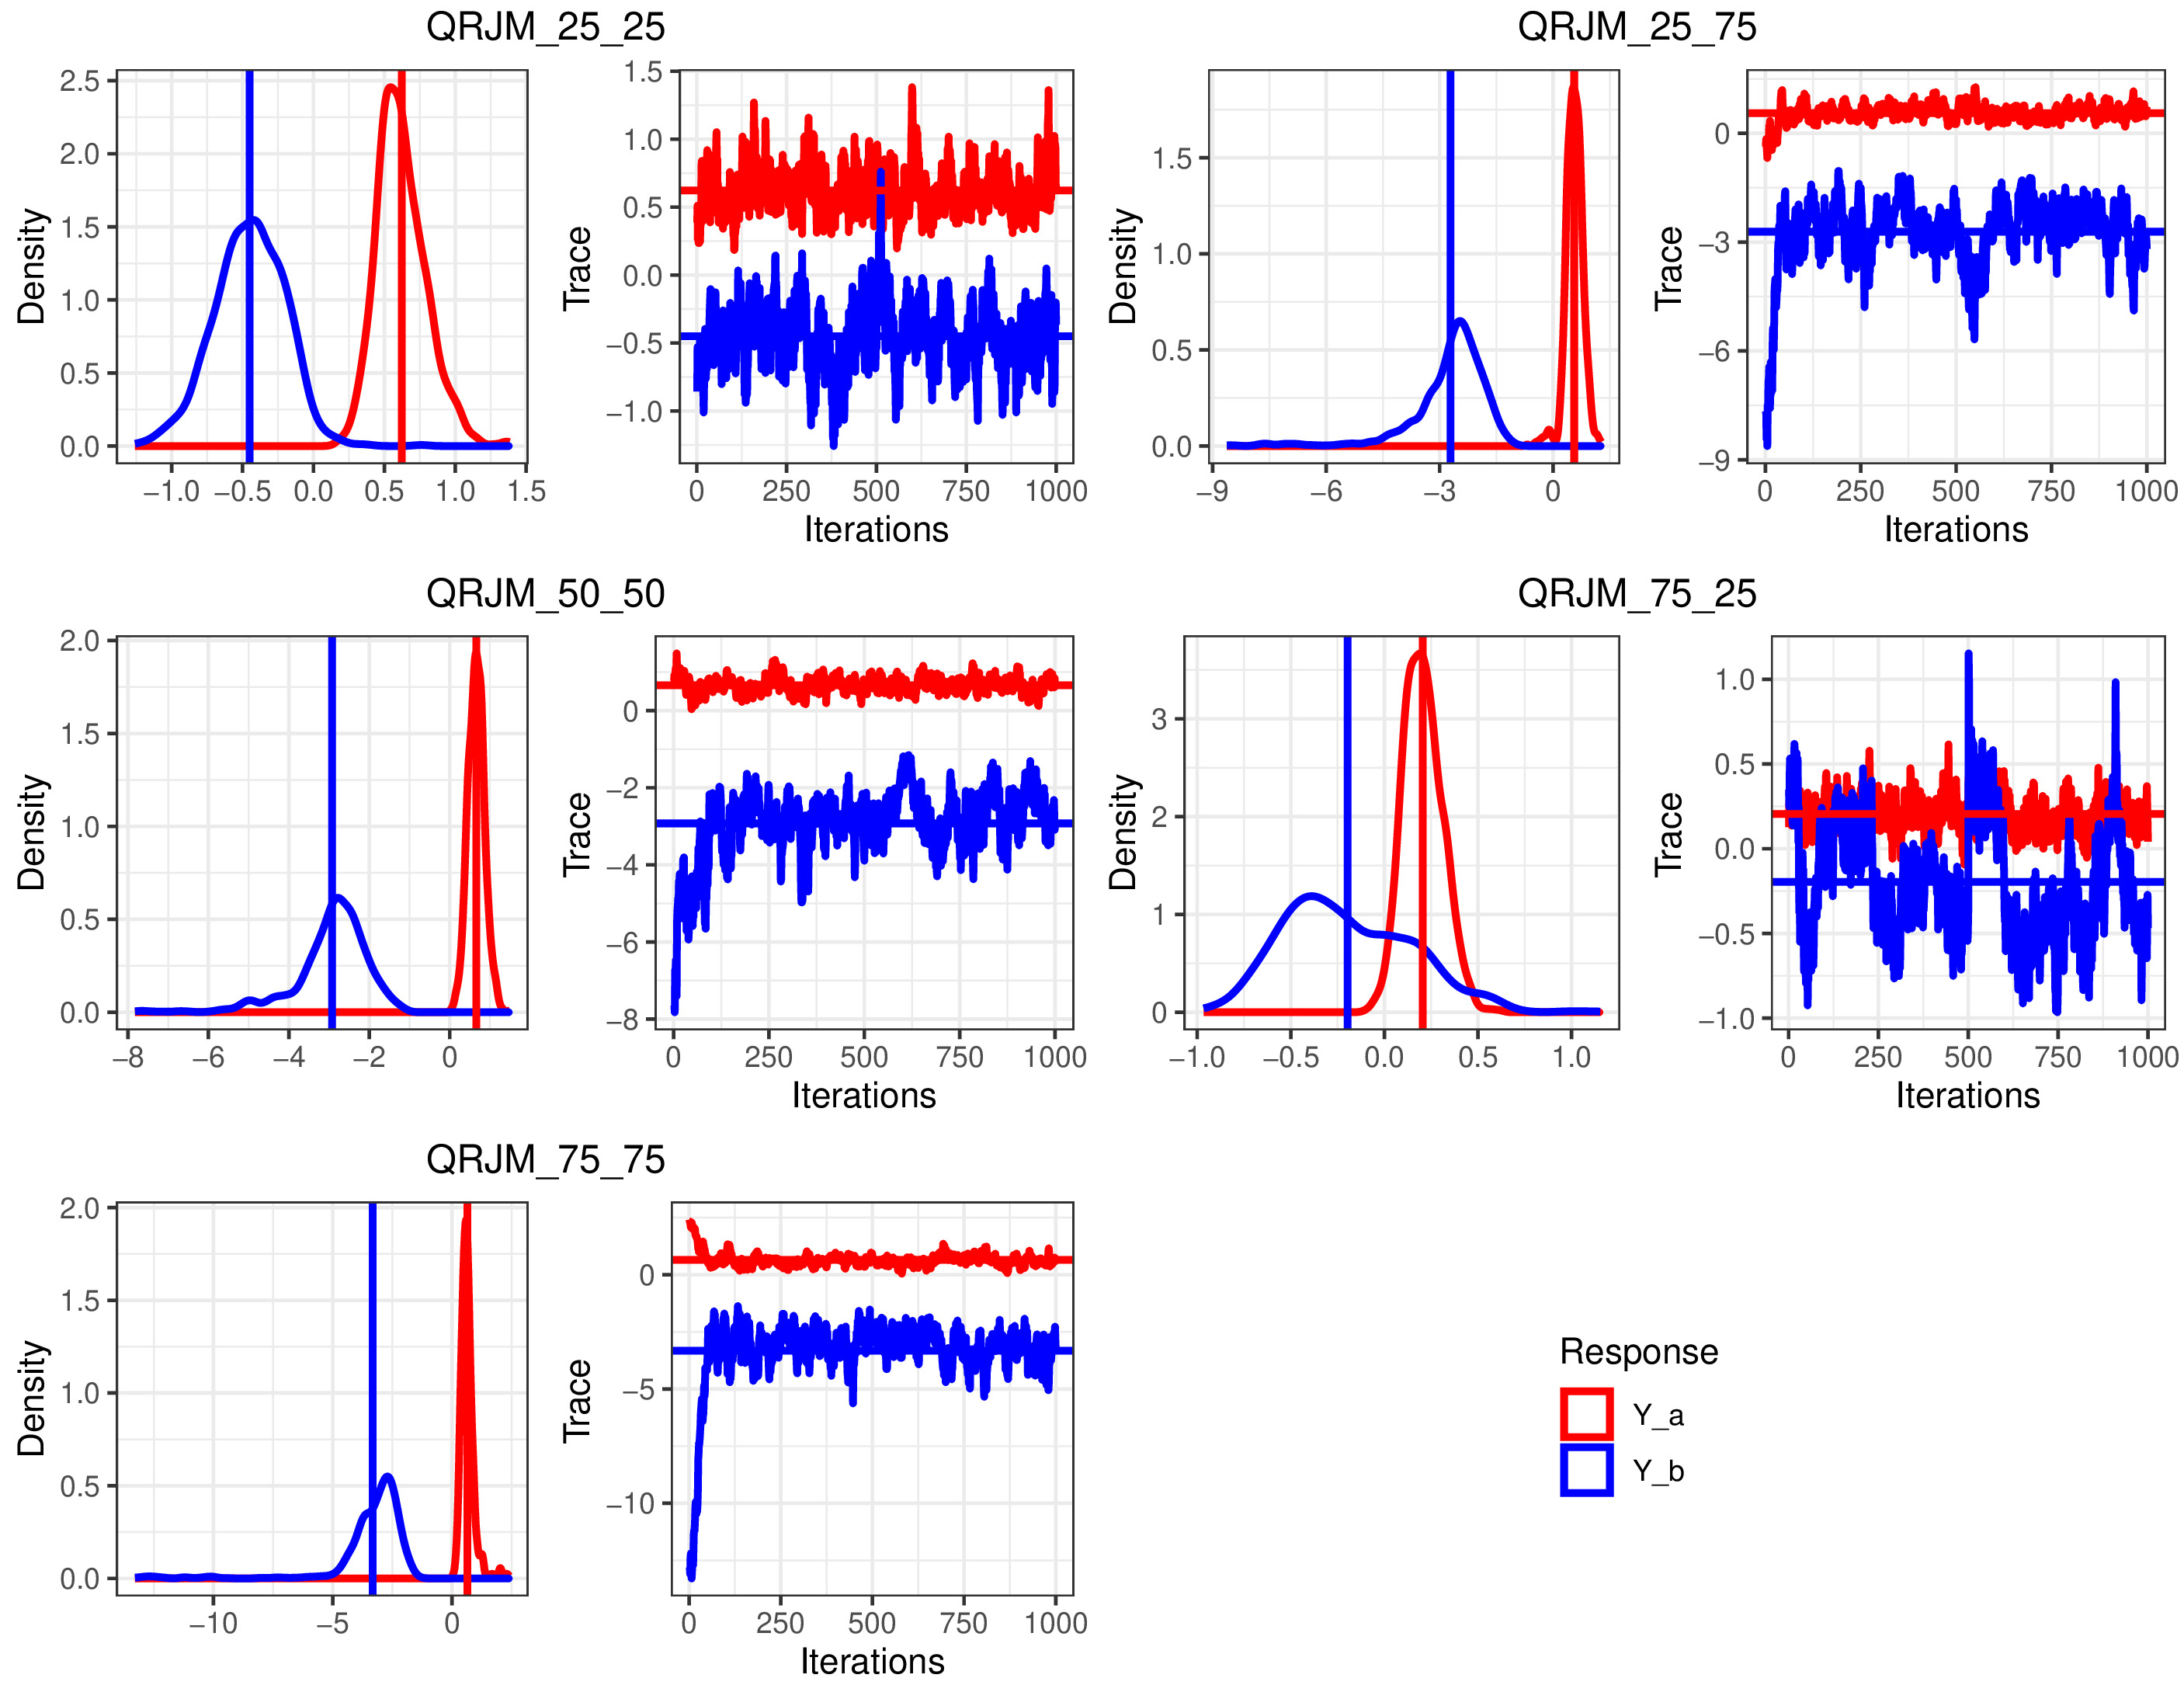 QRJM_25_25
QRJM_25_75
Density
2.5
2.0
1.5
1.0
0.5
0.0
−1.0 −0.5 0.0 0.5 1.0 1.5
Trace
1.5
1.0
0.5
0.0
−0.5
−1.0
0 250 500 750 1000
Iterations
Density
1.5
1.0
0.5
0.0
−9 −6 −3 0
Trace
0
−3
−6
−9
0 250 500 750 1000
Iterations
QRJM_50_50
QRJM_75_25
Density
2.0
1.5
1.0
0.5
0.0
−8 −6 −4 −2 0
Trace
0
−2
−4
−6
−8
0 250 500 750 1000
Iterations
Density
3
2
1
0
−1.0 −0.5 0.0 0.5 1.0
Trace
1.0
0.5
0.0
−0.5
−1.0
0 250 500 750 1000
Iterations
QRJM_75_75
Density
2.0
1.5
1.0
0.5
0.0
−10 −5 0
Trace
0
−5
−10
0 250 500 750 1000
Iterations
Response
Y_a
Y_b